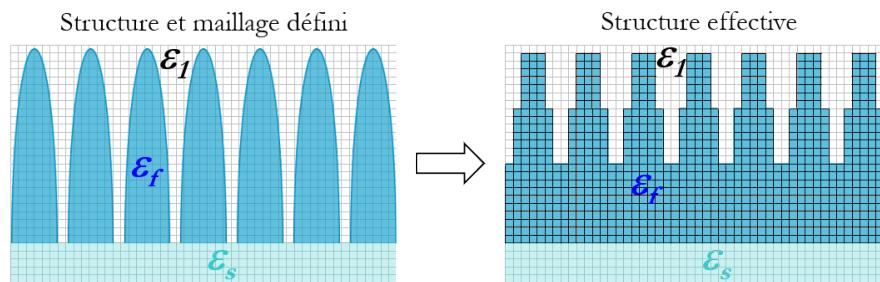 Structure et maillage défini
Structure effective
ε1
ε1
εf
εf
εs
εs